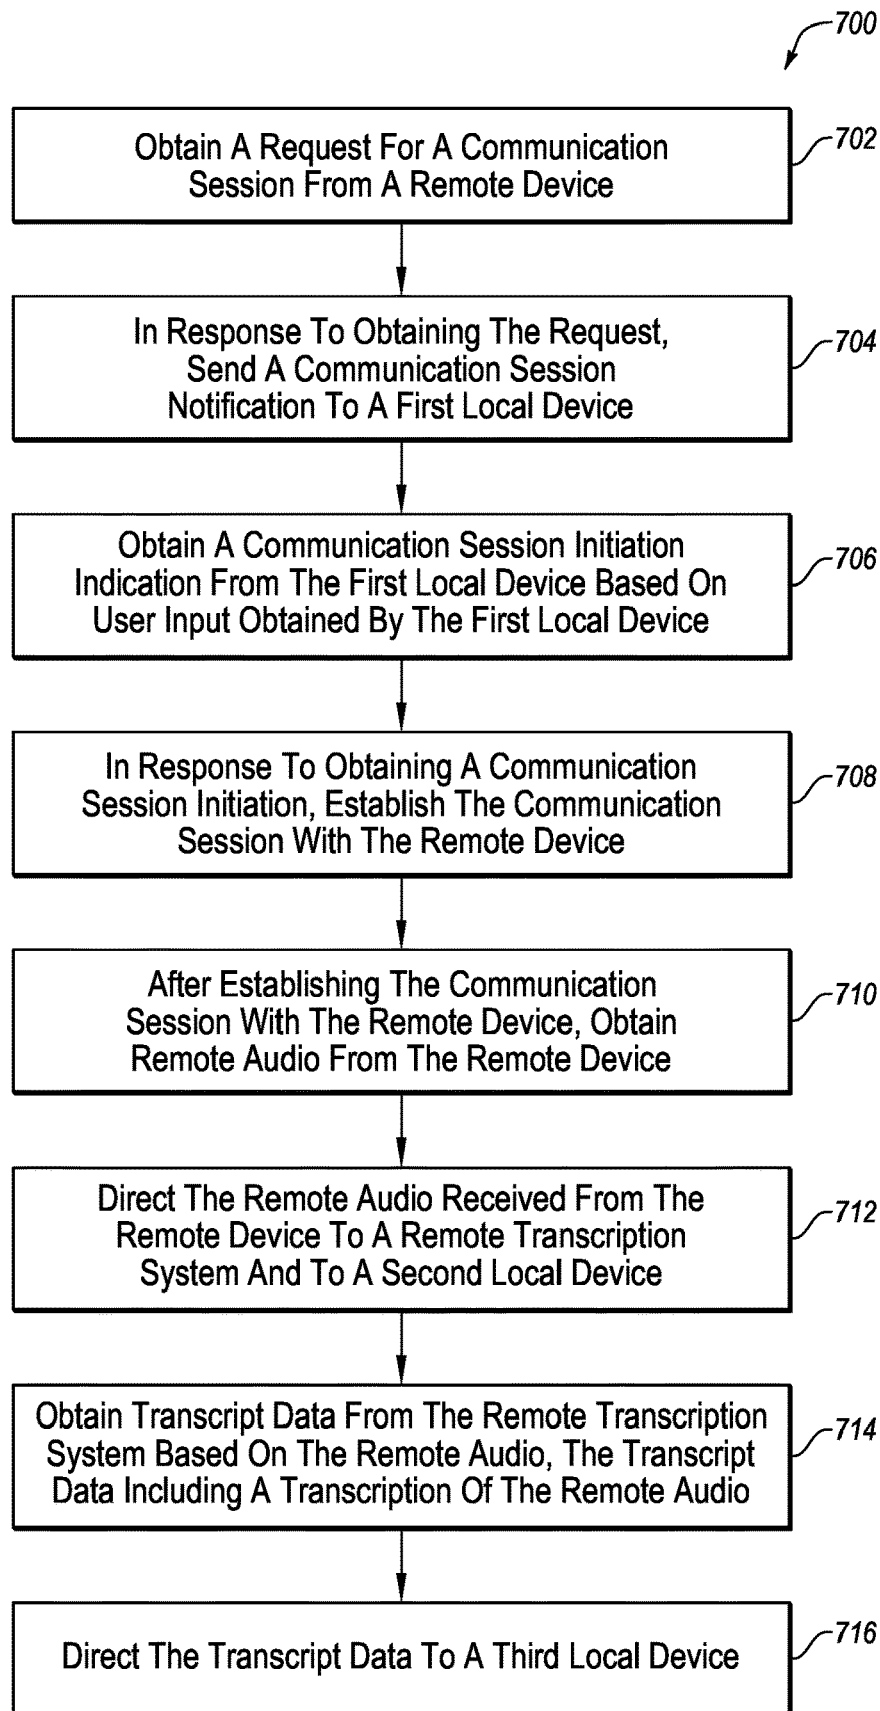 700
Obtain A Request For A Communication
Session From A Remote Device
702
In Response To Obtaining The Request,
Send A Communication Session
Notification To A First Local Device
704
Obtain A Communication Session Initiation
Indication From The First Local Device Based On
User Input Obtained By The First Local Device
706
In Response To Obtaining A Communication
Session Initiation, Establish The Communication
Session With The Remote Device
708
After Establishing The Communication
Session With The Remote Device, Obtain
Remote Audio From The Remote Device
710
Direct The Remote Audio Received From The
Remote Device To A Remote Transcription
System And To A Second Local Device
712
Obtain Transcript Data From The Remote Transcription
System Based On The Remote Audio, The Transcript
Data Including A Transcription Of The Remote Audio
714
Direct The Transcript Data To A Third Local Device
716